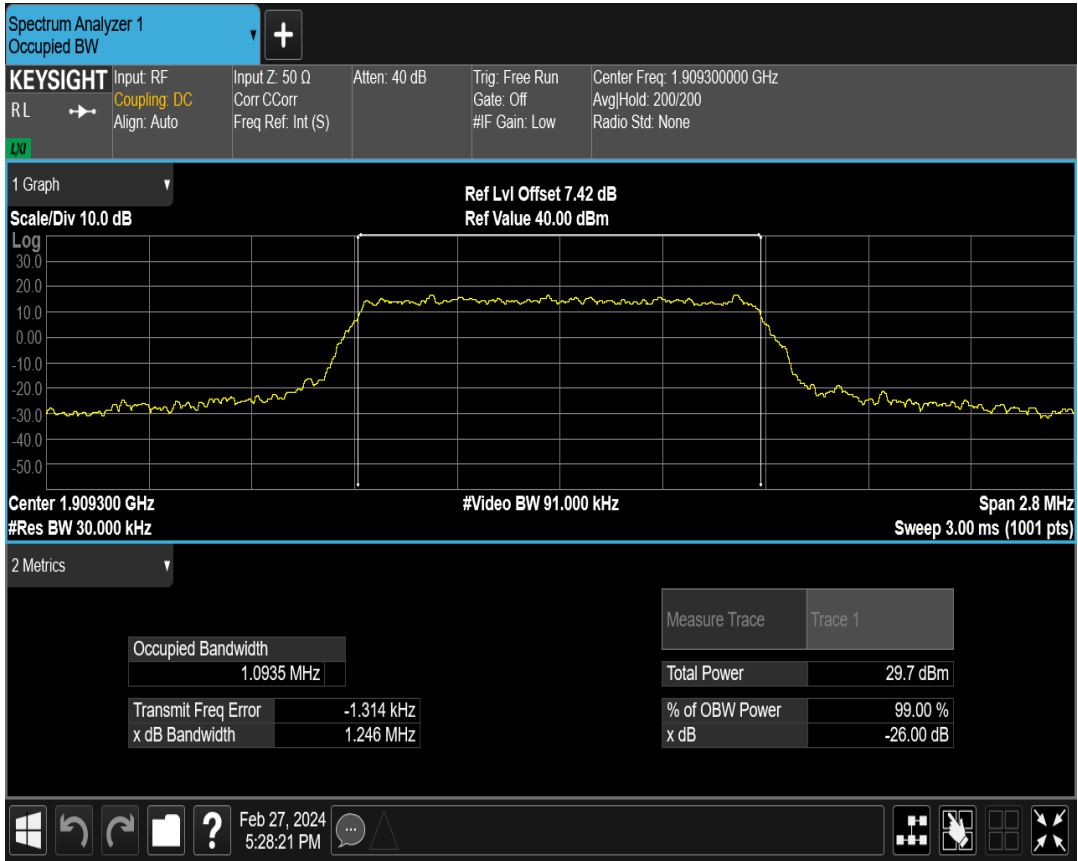 Spectrum Analyzer 1
Occupied BW
+
KEYSIGHT
R L
LXI
Input: RF
Coupling: DC
Align: Auto
Input Z: 50 Ω
Corr CCorr
Freq Ref: Int (S)
Atten: 40 dB
Trig: Free Run
Gate: Off
#IF Gain: Low
Center Freq: 1.909300000 GHz
Avg|Hold: 200/200
Radio Std: None
1 Graph
Scale/Div 10.0 dB
Ref Lvl Offset 7.42 dB
Ref Value 40.00 dBm
Log
30.0
20.0
10.0
0.00
-10.0
-20.0
-30.0
-40.0
-50.0
Center 1.909300 GHz
#Video BW 91.000 kHz
Span 2.8 MHz
#Res BW 30.000 kHz
Sweep 3.00 ms (1001 pts)
2 Metrics
Measure Trace Trace 1
Occupied Bandwidth
1.0935 MHz
Total Power 29.7 dBm
Transmit Freq Error -1.314 kHz
% of OBW Power 99.00 %
x dB Bandwidth 1.246 MHz
x dB -26.00 dB
?
Feb 27, 2024
5:28:21 PM